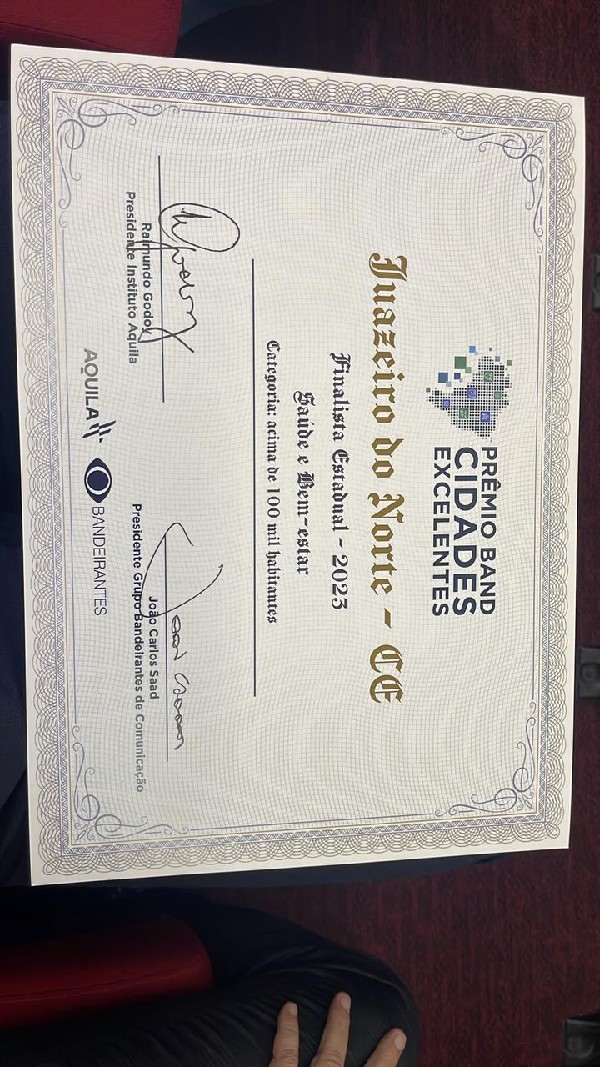 PRÊMIO BAND
CIDADES
EXCELENTES
Juazeiro do Norte - CE
Finalista Estadual - 2023
Saúde e Bem-estar
Categoria: acima de 100 mil habitantes
Raimundo Godoy
Presidente Instituto Aquila
João Carlos Saad
Presidente Grupo Bandeirantes de Comunicação
AQUILA
BANDEIRANTES